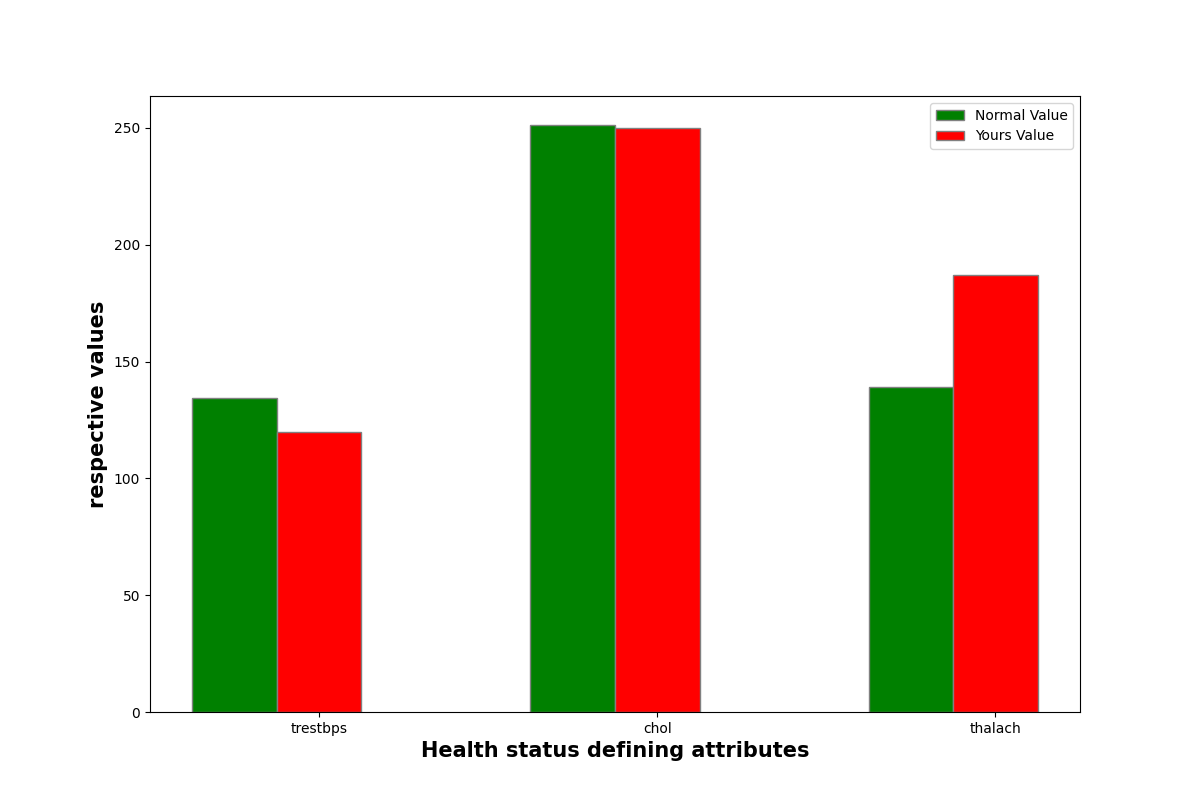 Normal Value
Yours Value
250
200
150
100
50
0
respective values
trestbps chol thalach
Health status defining attributes